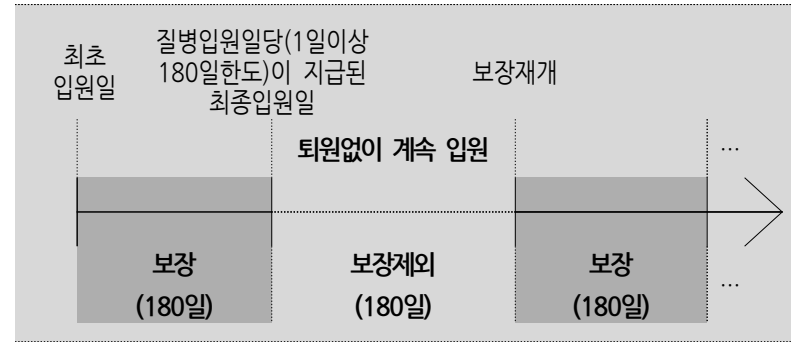 최초
입원일
질병입원일당(1일이상
180일한도)이 지급된
최종입원일
보장재개
퇴원없이 계속 입원
…
보장
(180일)
보장제외
(180일)
보장
(180일)
…